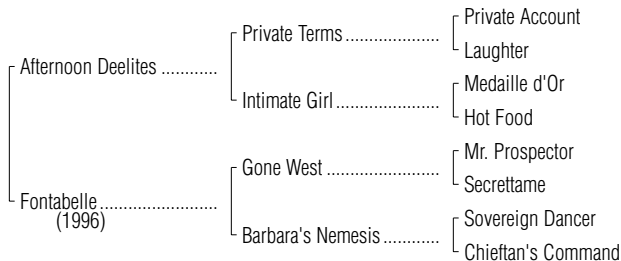 Private Account
Private Terms....................
Laughter
Afternoon Deelites ............
Medaille d'Or
Intimate Girl......................
Hot Food
Mr. Prospector
Gone West ........................
Secrettame
Fontabelle.........................
(1996)
Sovereign Dancer
Barbara's Nemesis............
Chieftan's Command